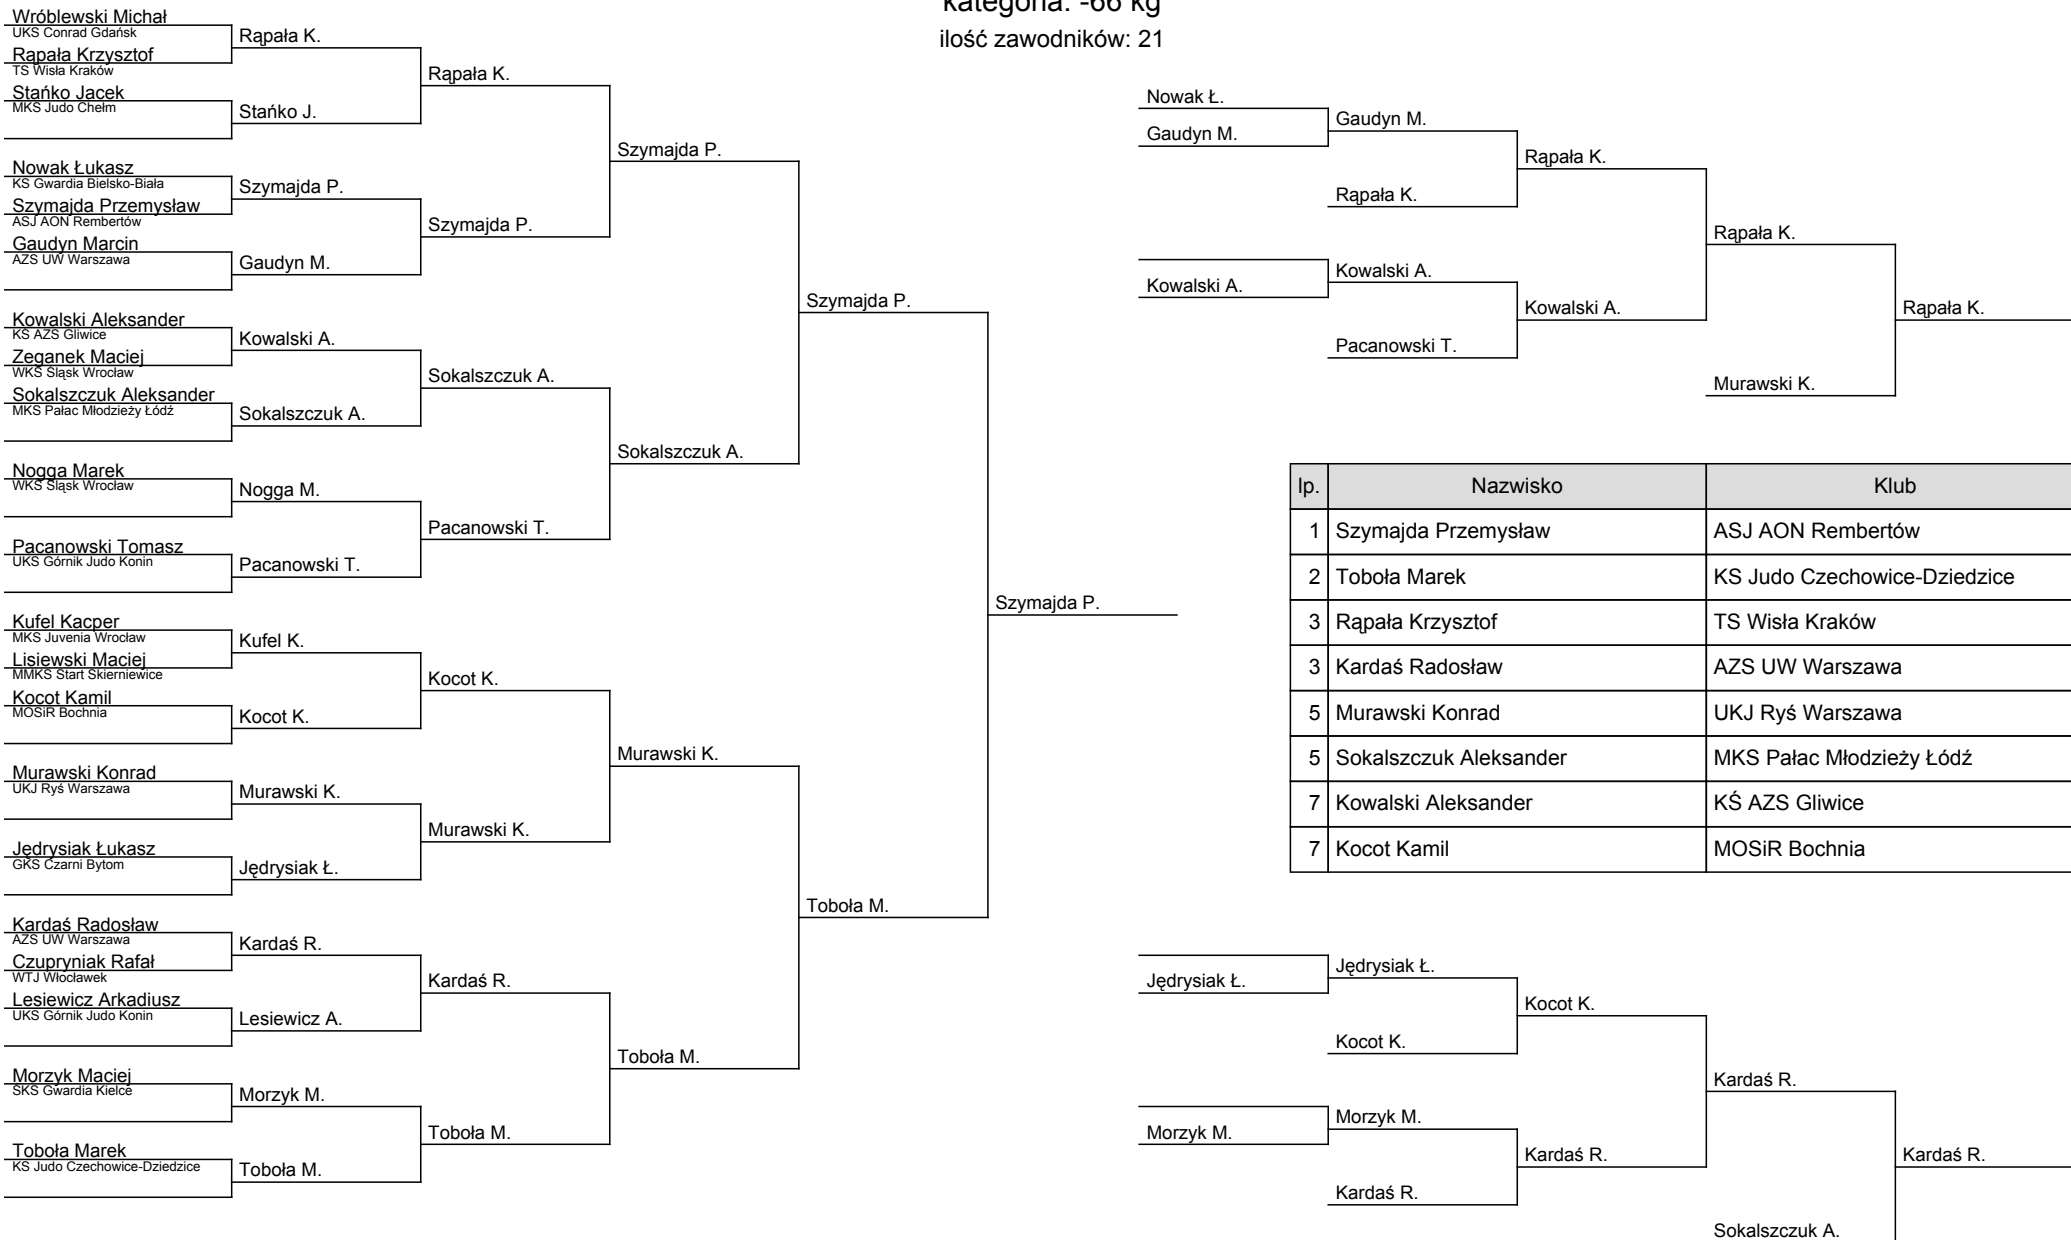 kategoria: -66 kg
ilość zawodników: 21
Wróblewski Michał
UKS Conrad Gdańsk
Rąpała Krzysztof
TS Wisła Kraków
Stańko Jacek
MKS Judo Chełm
Nowak Łukasz
KS Gwardia Bielsko-Biała
Szymajda Przemysław
ASJ AON Rembertów
Gaudyn Marcin
AZS UW Warszawa
Kowalski Aleksander
KŚ AZS Gliwice
Zeganek Maciej
WKS Śląsk Wrocław
Sokalszczuk Aleksander
MKS Pałac Młodzieży Łódź
Nogga Marek
WKS Śląsk Wrocław
Pacanowski Tomasz
UKS Górnik Judo Konin
Kufel Kacper
MKS Juvenia Wrocław
Lisiewski Maciej
MMKS Start Skierniewice
Kocot Kamil
MOSiR Bochnia
Murawski Konrad
UKJ Ryś Warszawa
Jędrysiak Łukasz
GKS Czarni Bytom
Kardaś Radosław
AZS UW Warszawa
Czupryniak Rafał
WTJ Włocławek
Lesiewicz Arkadiusz
UKS Górnik Judo Konin
Morzyk Maciej
SKS Gwardia Kielce
Toboła Marek
KS Judo Czechowice-Dziedzice
Rąpała K.
Stańko J.
Szymajda P.
Gaudyn M.
Kowalski A.
Sokalszczuk A.
Nogga M.
Pacanowski T.
Kufel K.
Kocot K.
Murawski K.
Jędrysiak Ł.
Kardaś R.
Lesiewicz A.
Morzyk M.
Toboła M.
Rąpała K.
Szymajda P.
Sokalszczuk A.
Pacanowski T.
Kocot K.
Murawski K.
Kardaś R.
Toboła M.
Szymajda P.
Sokalszczuk A.
Murawski K.
Toboła M.
Szymajda P.
Toboła M.
Szymajda P.
Nowak Ł.
Gaudyn M.
Kowalski A.
Gaudyn M.
Rąpała K.
Kowalski A.
Pacanowski T.
Rąpała K.
Kowalski A.
Rąpała K.
Murawski K.
Rąpała K.
lp. Nazwisko Klub
1 Szymajda Przemysław ASJ AON Rembertów
2 Toboła Marek KS Judo Czechowice-Dziedzice
3 Rąpała Krzysztof TS Wisła Kraków
3 Kardaś Radosław AZS UW Warszawa
5 Murawski Konrad UKJ Ryś Warszawa
5 Sokalszczuk Aleksander MKS Pałac Młodzieży Łódź
7 Kowalski Aleksander KŚ AZS Gliwice
7 Kocot Kamil MOSiR Bochnia
Jędrysiak Ł.
Morzyk M.
Jędrysiak Ł.
Kocot K.
Morzyk M.
Kardaś R.
Kocot K.
Kardaś R.
Kardaś R.
Sokalszczuk A.
Kardaś R.